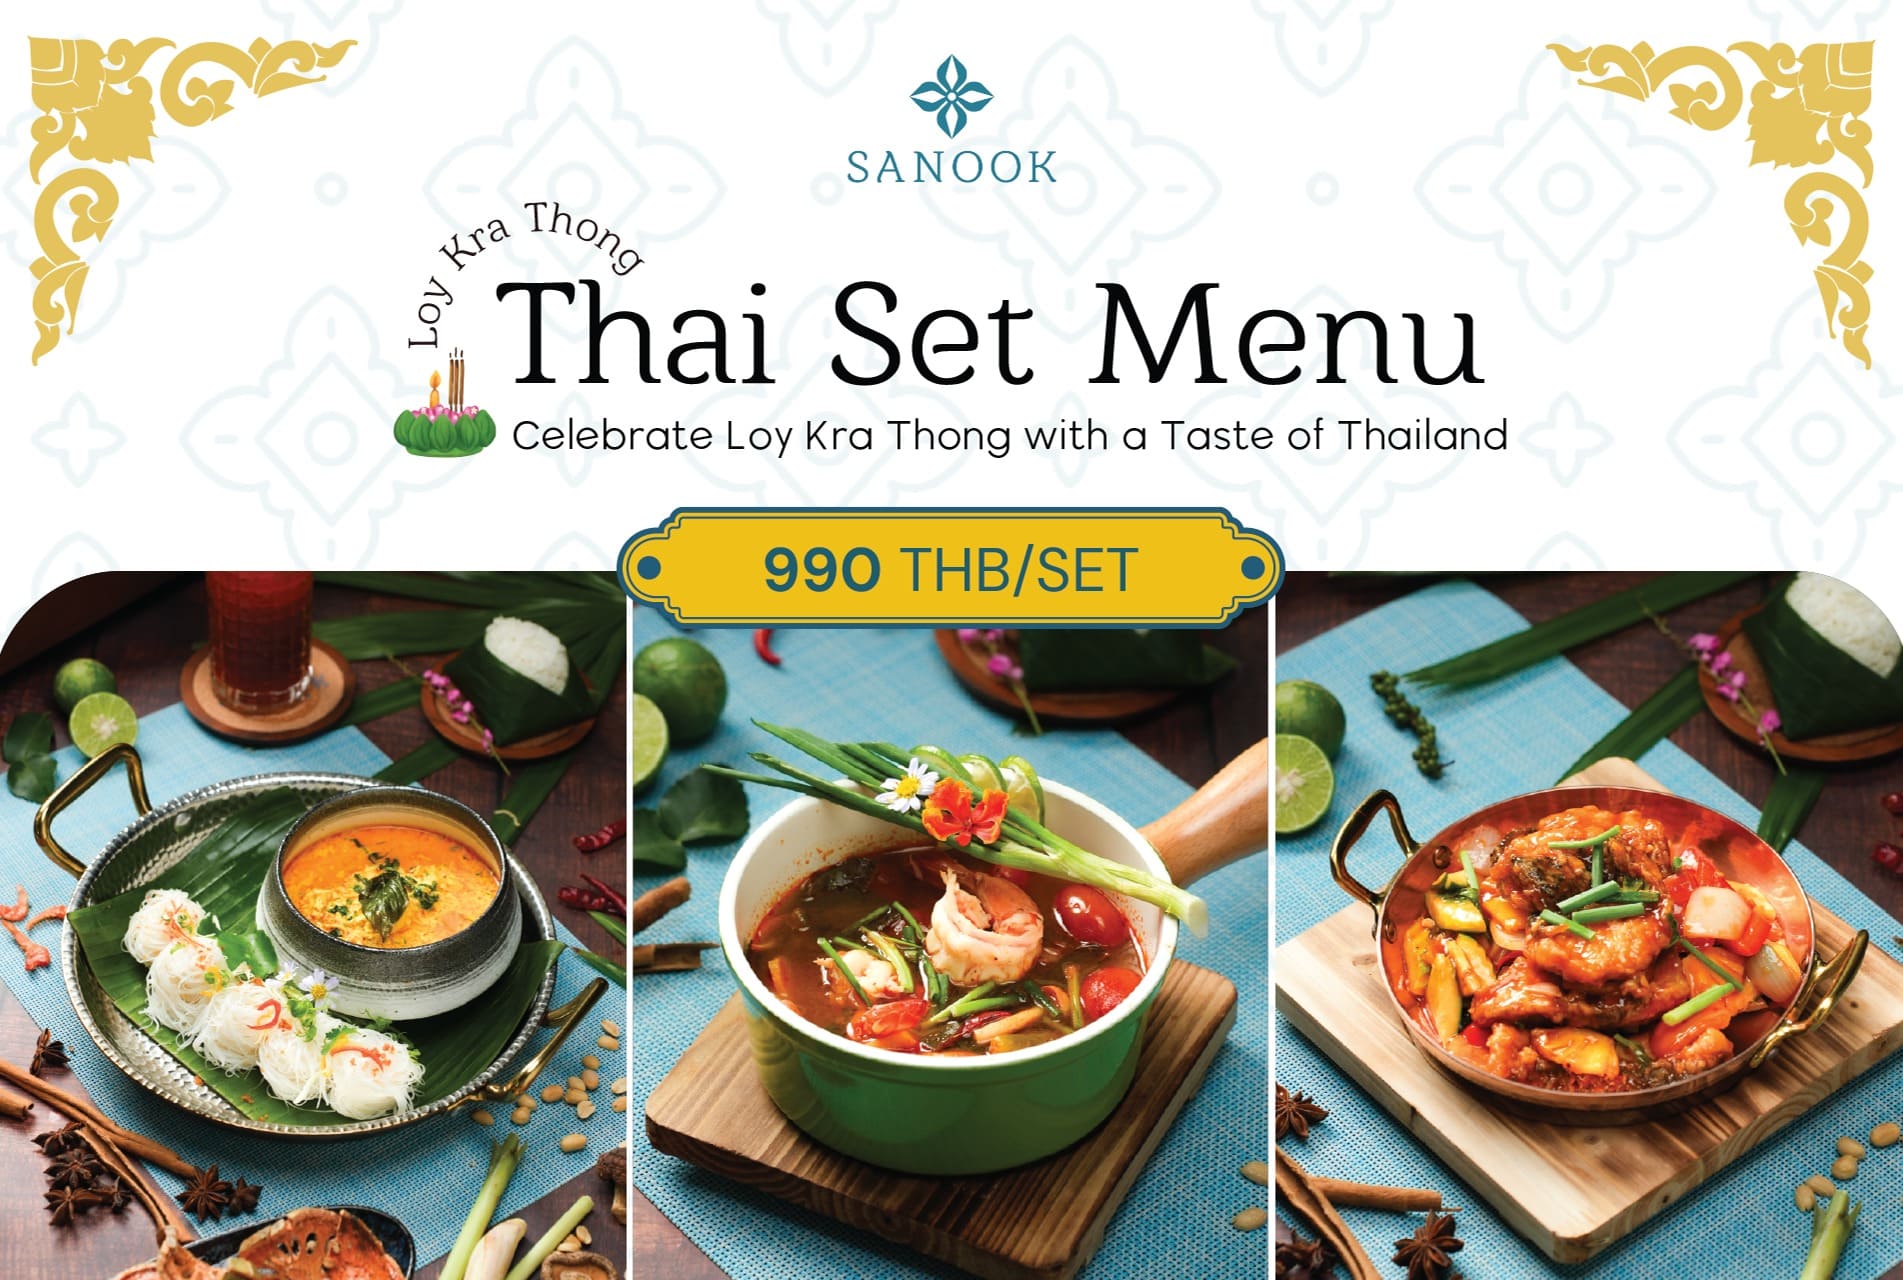 SANOOK
Loy Kra Thong
Thai Set Menu
Celebrate Loy Kra Thong with a Taste of Thailand
990 THB/SET